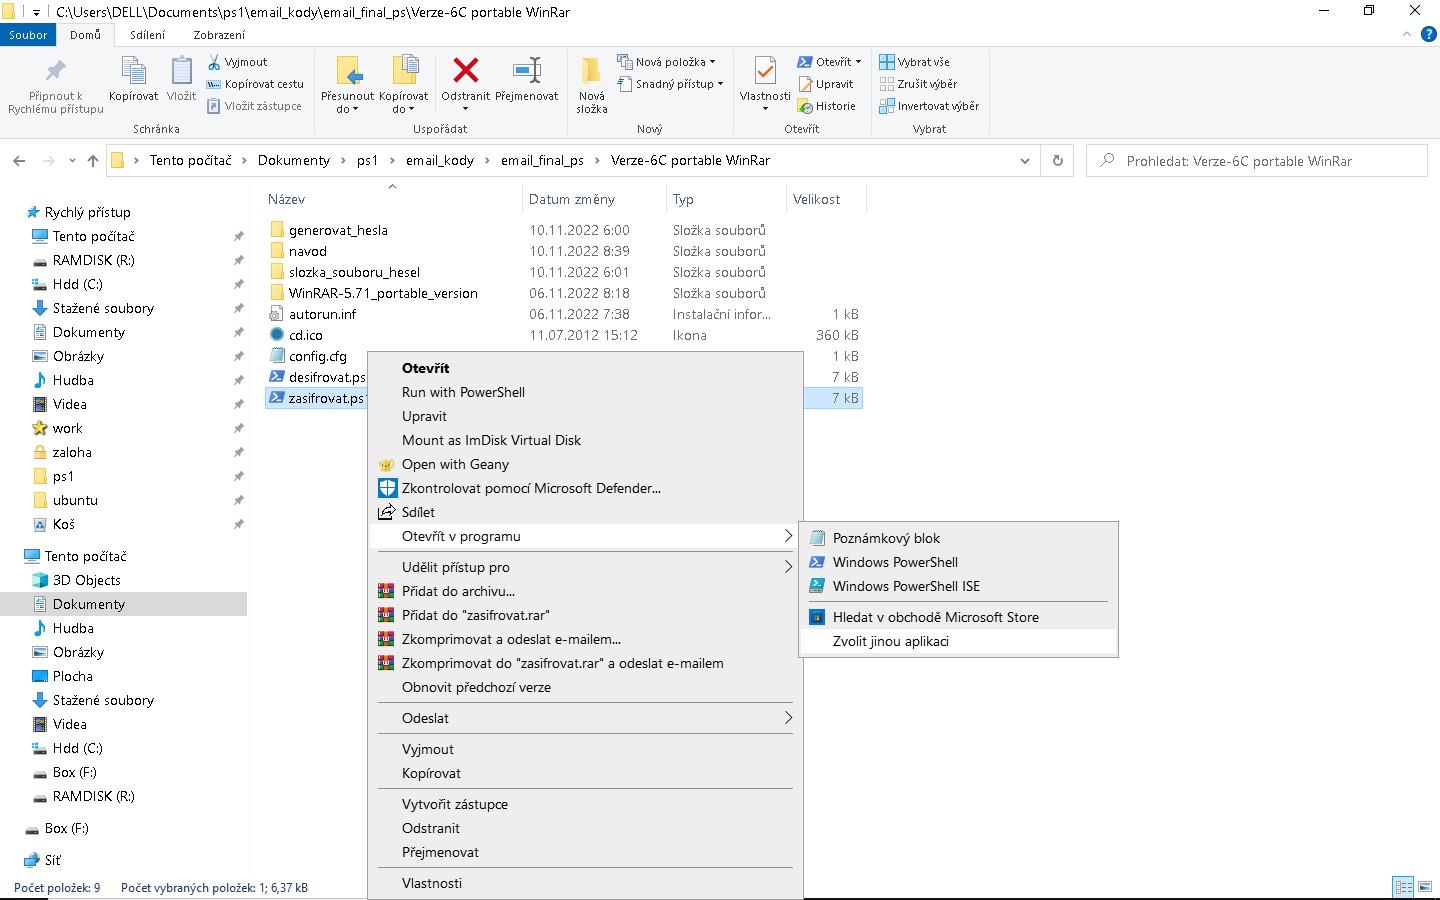 C:\Users\DELL\Documents\ps1\email_kody\email_final_ps\Verze-6C portable WinRar
Soubor Domů Sdílení Zobrazení
Připnout k Rychlému přístupu
Kopírovat
Vložit
Vyjmout
Kopírovat cestu
Vložit zástupce
Schránka
Přesunout do
Kopírovat do
Odstranit
Přejmenovat
Uspořádat
Nová složka
Nová položka
Snadný přístup
Nový
Vlastnosti
Otevřít
Upravit
Historie
Otevřít
Vybrat vše
Zrušit výběr
Invertovat výběr
Vybrat
Tento počítač > Dokumenty > ps1 > email_kody > email_final_ps > Verze-6C portable WinRar
Prohledat: Verze-6C portable WinRar
Rychlý přístup
Tento počítač
RAMDISK (R:)
Hdd (C:)
Stažené soubory
Dokumenty
Obrázky
Hudba
Videa
work
zaloha
ps1
ubuntu
Koš
Tento počítač
3D Objects
Dokumenty
Hudba
Obrázky
Plocha
Stažené soubory
Videa
Hdd (C:)
Box (F:)
RAMDISK (R:)
Box (F:)
Síť
Název Datum změny Typ Velikost
generovat_hesla 10.11.2022 6:00 Složka souborů
navod 10.11.2022 8:39 Složka souborů
slozka_souboru_hesel 10.11.2022 6:01 Složka souborů
WinRAR-5.71_portable_version 06.11.2022 8:18 Složka souborů
autorun.inf 06.11.2022 7:38 Instalační infor... 1 kB
cd.ico 11.07.2012 15:12 Ikona 360 kB
config.cfg 1 kB
desifrovat.ps 7 kB
zasifrovat.ps1 7 kB
Otevřít
Run with PowerShell
Upravit
Mount as ImDisk Virtual Disk
Open with Geany
Zkontrolovat pomocí Microsoft Defender...
Sdílet
Otevřít v programu
Udělit přístup pro
Přidat do archivu...
Přidat do "zasifrovat.rar"
Zkomprimovat a odeslat e-mailem...
Zkomprimovat do "zasifrovat.rar" a odeslat e-mailem
Obnovit předchozí verze
Odeslat
Vyjmout
Kopírovat
Vytvořit zástupce
Odstranit
Přejmenovat
Vlastnosti
Poznámkový blok
Windows PowerShell
Windows PowerShell ISE
Hledat v obchodě Microsoft Store
Zvolit jinou aplikaci
Počet položek: 9 Počet vybraných položek: 1; 6,37 kB